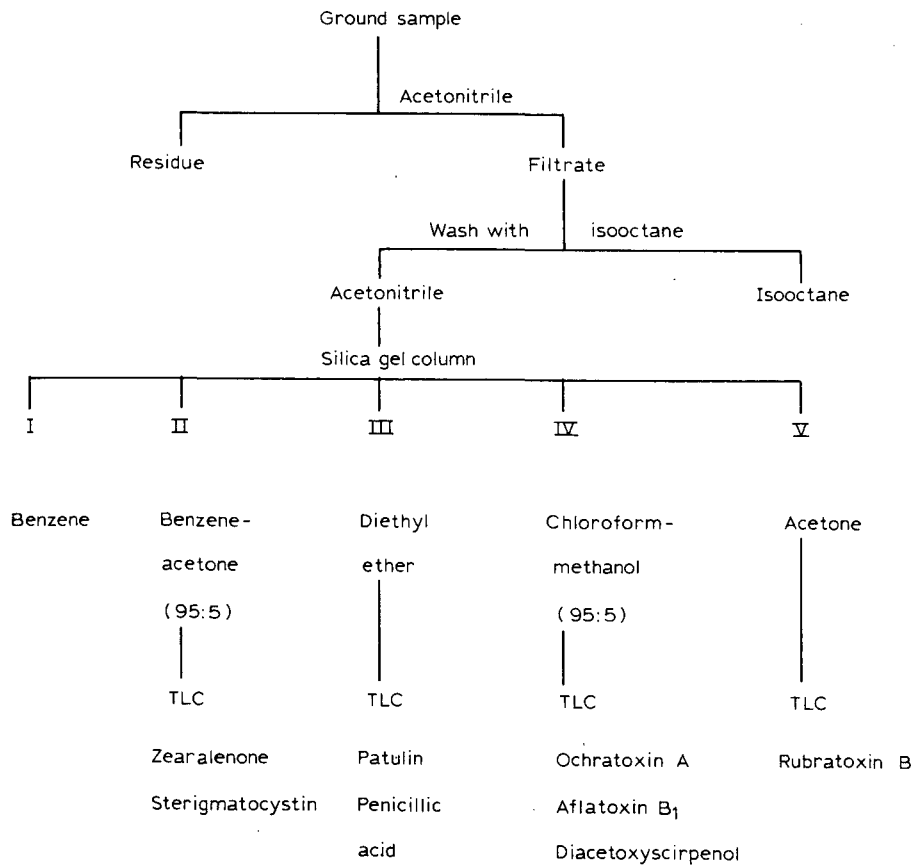 Ground sample
Acetonitrile
Residue
Filtrate
Wash with isooctane
Acetonitrile
Isooctane
Silica gel column
I II III IV V
Benzene Benzene- Diethyl Chloroform- Acetone
acetone ether methanol
(95:5) (95:5)
TLC TLC TLC TLC
Zearalenone Patulin Ochratoxin A Rubratoxin B
Sterigmatocystin Penicillic Aflatoxin B₁
acid Diacetoxyscirpenol